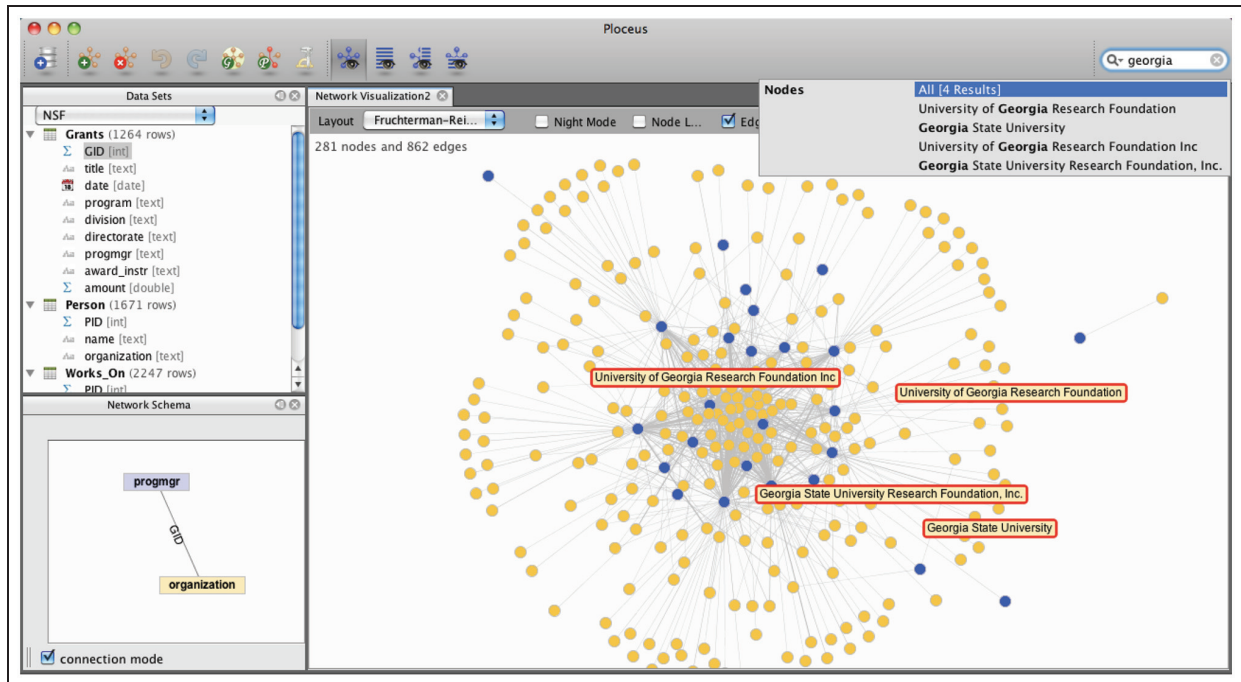 Ploceus
georgia
Data Sets
NSF
Grants (1264 rows)
GID [int]
title [text]
date [date]
program [text]
division [text]
directorate [text]
progmgr [text]
award_instr [text]
amount [double]
Person (1671 rows)
PID [int]
name [text]
organization [text]
Works_On (2247 rows)
PID [int]
Network Schema
progmgr
GID
organization
connection mode
Network Visualization2
Layout Fruchterman-Rei... Night Mode Node L... Edg
281 nodes and 862 edges
Nodes All [4 Results]
University of Georgia Research Foundation
Georgia State University
University of Georgia Research Foundation Inc
Georgia State University Research Foundation, Inc.
University of Georgia Research Foundation Inc
University of Georgia Research Foundation
Georgia State University Research Foundation, Inc.
Georgia State University